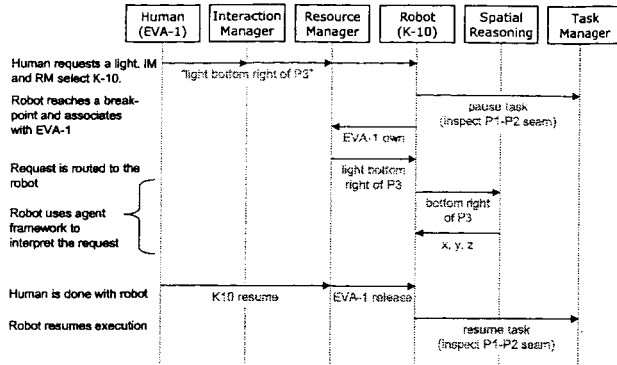 Human
(EVA-1)
Interaction
Manager
Resource
Manager
Robot
(K-10)
Spatial
Reasoning
Task
Manager
Human requests a light. IM
and RM select K-10.
"light bottom right of P3"
Robot reaches a break-
point and associates
with EVA-1
pause task
(inspect P1-P2 seam)
EVA-1 own
Request is routed to the
robot
light bottom
right of P3
Robot uses agent
framework to
interpret the request
bottom right
of P3
x, y, z
Human is done with robot
K10 resume
EVA-1 release
Robot resumes execution
resume task
(inspect P1-P2 seam)